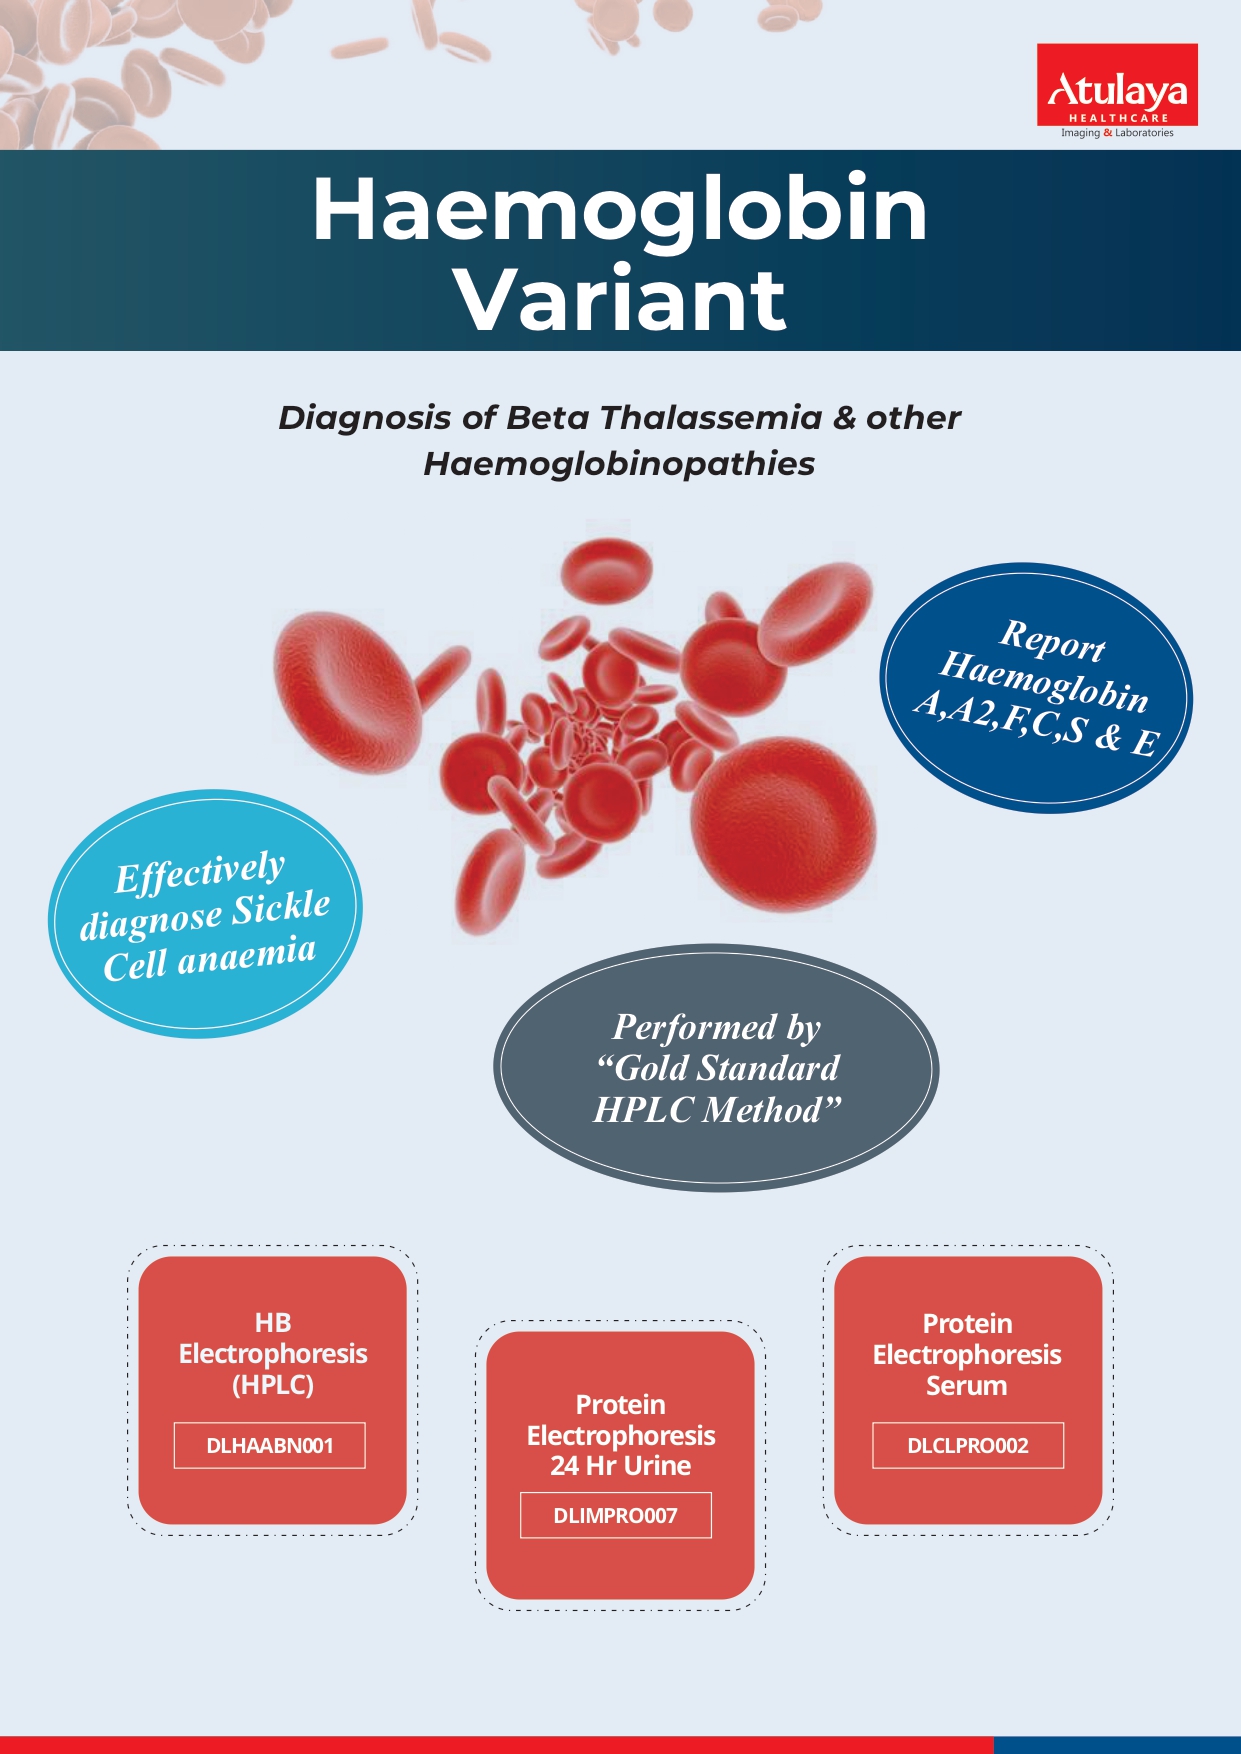 Atulaya
HEALTHCARE
Imaging & Laboratories
Haemoglobin
Variant
Diagnosis of Beta Thalassemia & other
Haemoglobinopathies
Report
Haemoglobin
A,A2,F,C,S & E
Effectively
diagnose Sickle
Cell anaemia
Performed by
“Gold Standard
HPLC Method”
HB
Electrophoresis
(HPLC)
DLHAABN001
Protein
Electrophoresis
24 Hr Urine
DLIMPRO007
Protein
Electrophoresis
Serum
DLCLPRO002